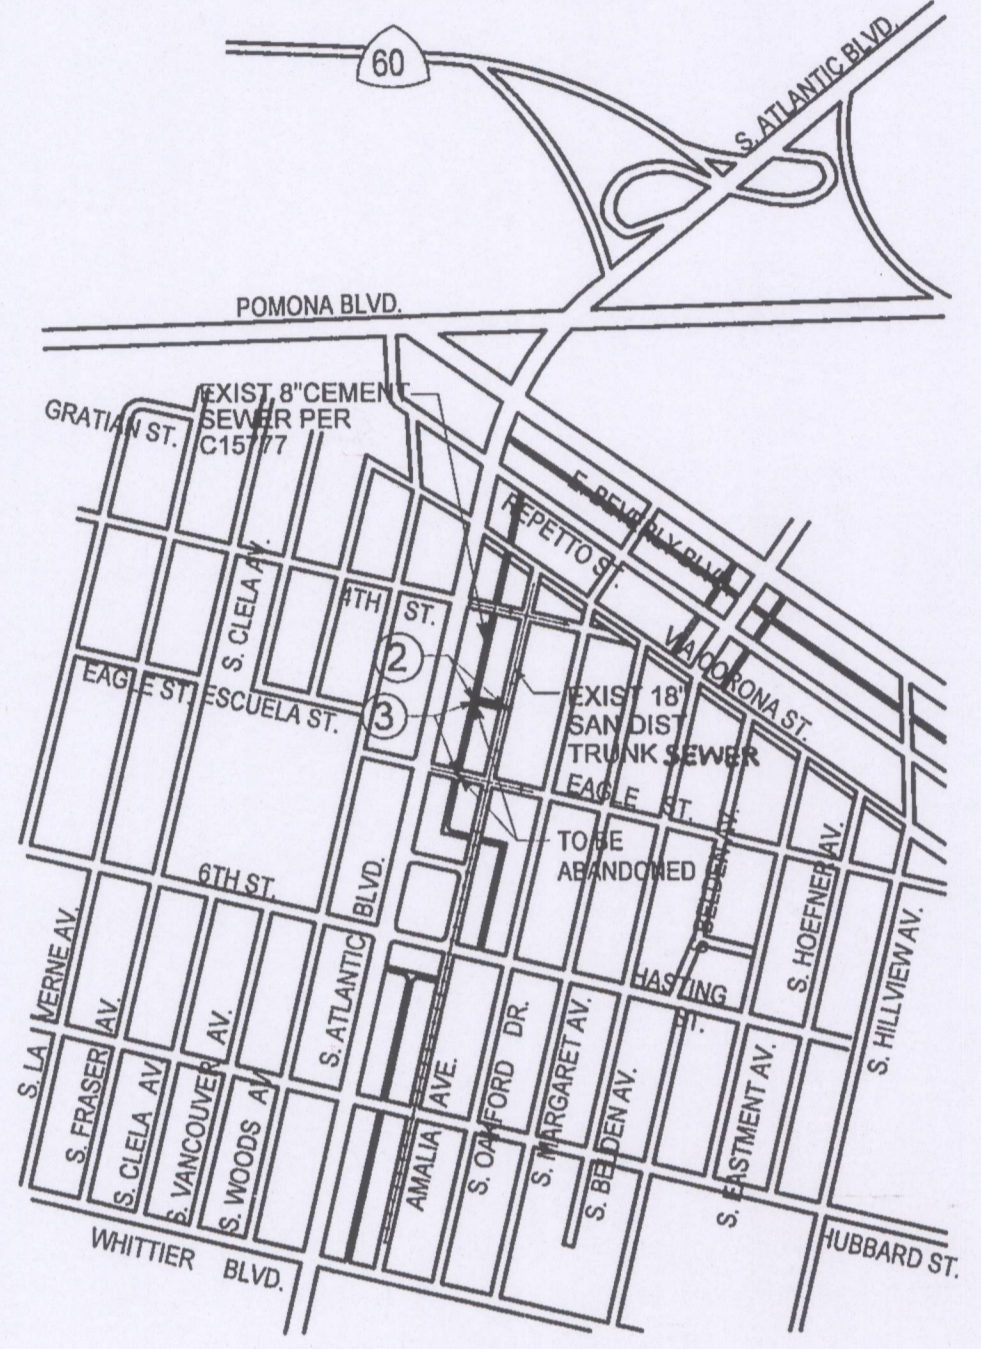 60
S. ATLANTIC BLVD.
POMONA BLVD.
EXIST 8"CEMENT
SEWER PER
C15777
GRATIAN ST.
E. BEVERLY BLVD.
REPETTO ST.
S. CLELA AV.
4TH ST.
VIA CORONA ST.
2
3
EAGLE ST.
ESCUELA ST.
EXIST 18"
SAN DIST
TRUNK SEWER
EAGLE ST.
TO BE
ABANDONED
6TH ST.
S. ATLANTIC BLVD.
S. BELDEN AV.
S. HOEFNER AV.
S. HILLVIEW AV.
HASTING
ST.
S. LA VERNE AV.
S. FRASER AV.
S. CLELA AV.
S. VANCOUVER AV.
S. WOODS AV.
AMALIA AVE.
S. OAKFORD DR.
S. MARGARET AV.
S. BELDEN AV.
S. EASTMENT AV.
HUBBARD ST.
WHITTIER BLVD.